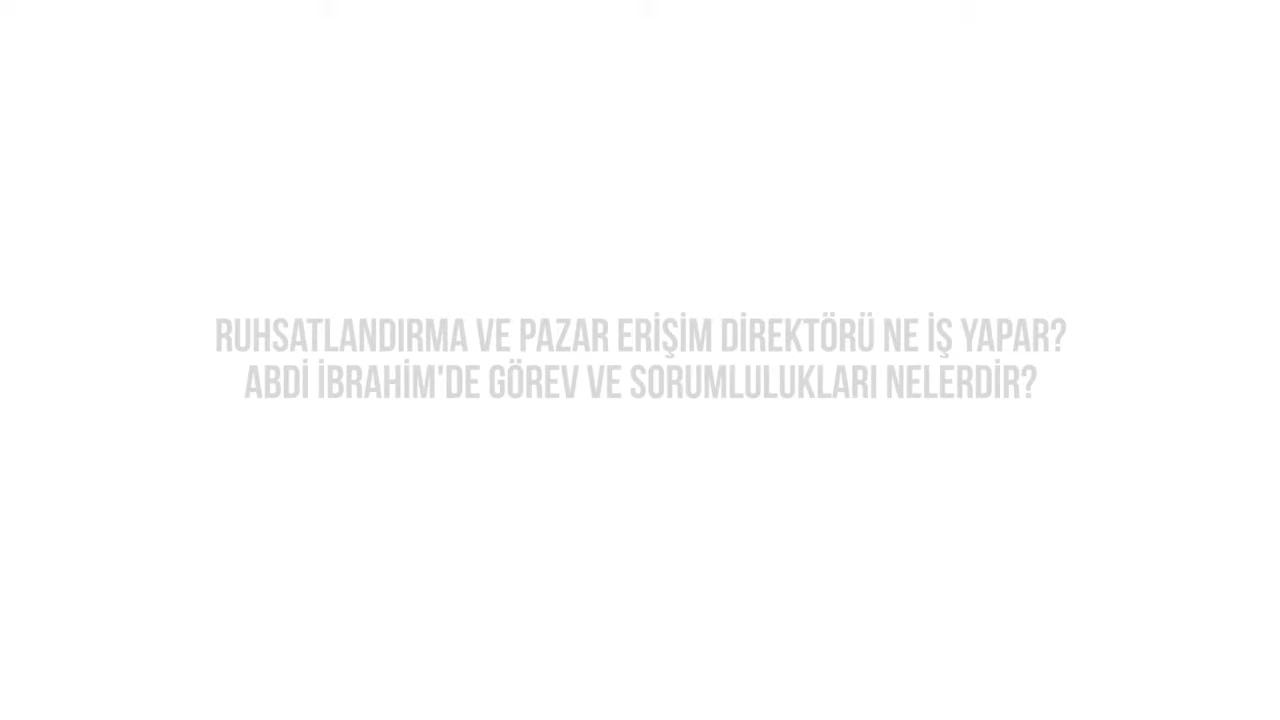 RUHSATLANDIRMA VE PAZAR ERİŞİM DİREKTÖRÜ NE İŞ YAPAR?
ABDİ İBRAHİM'DE GÖREV VE SORUMLULUKLARI NELERDİR?